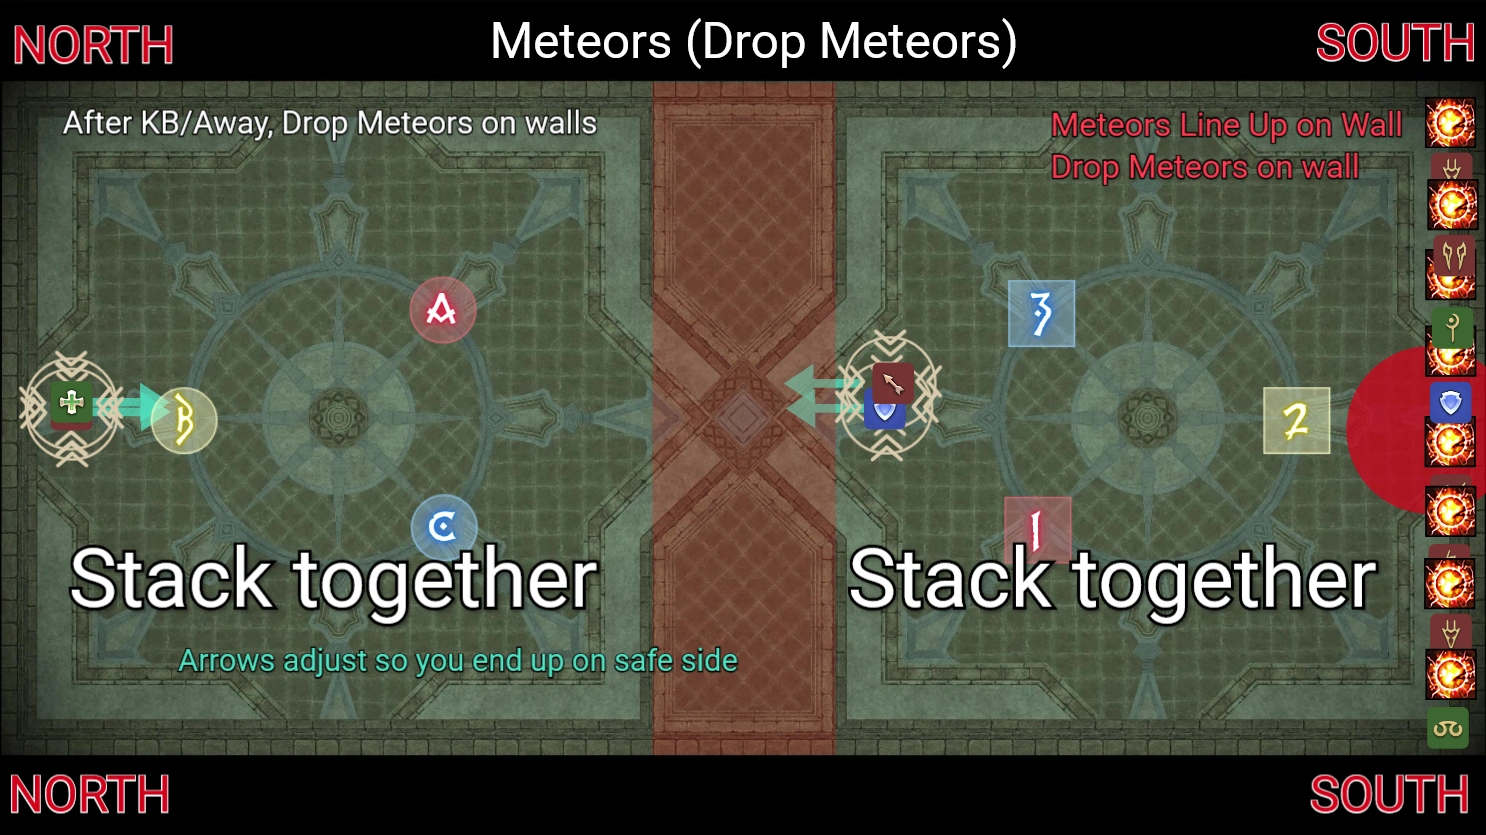 NORTH
Meteors (Drop Meteors)
SOUTH
After KB/Away, Drop Meteors on walls
Meteors Line Up on Wall
Drop Meteors on wall
A
3
B
2
C
1
Stack together
Stack together
Arrows adjust so you end up on safe side
NORTH
SOUTH